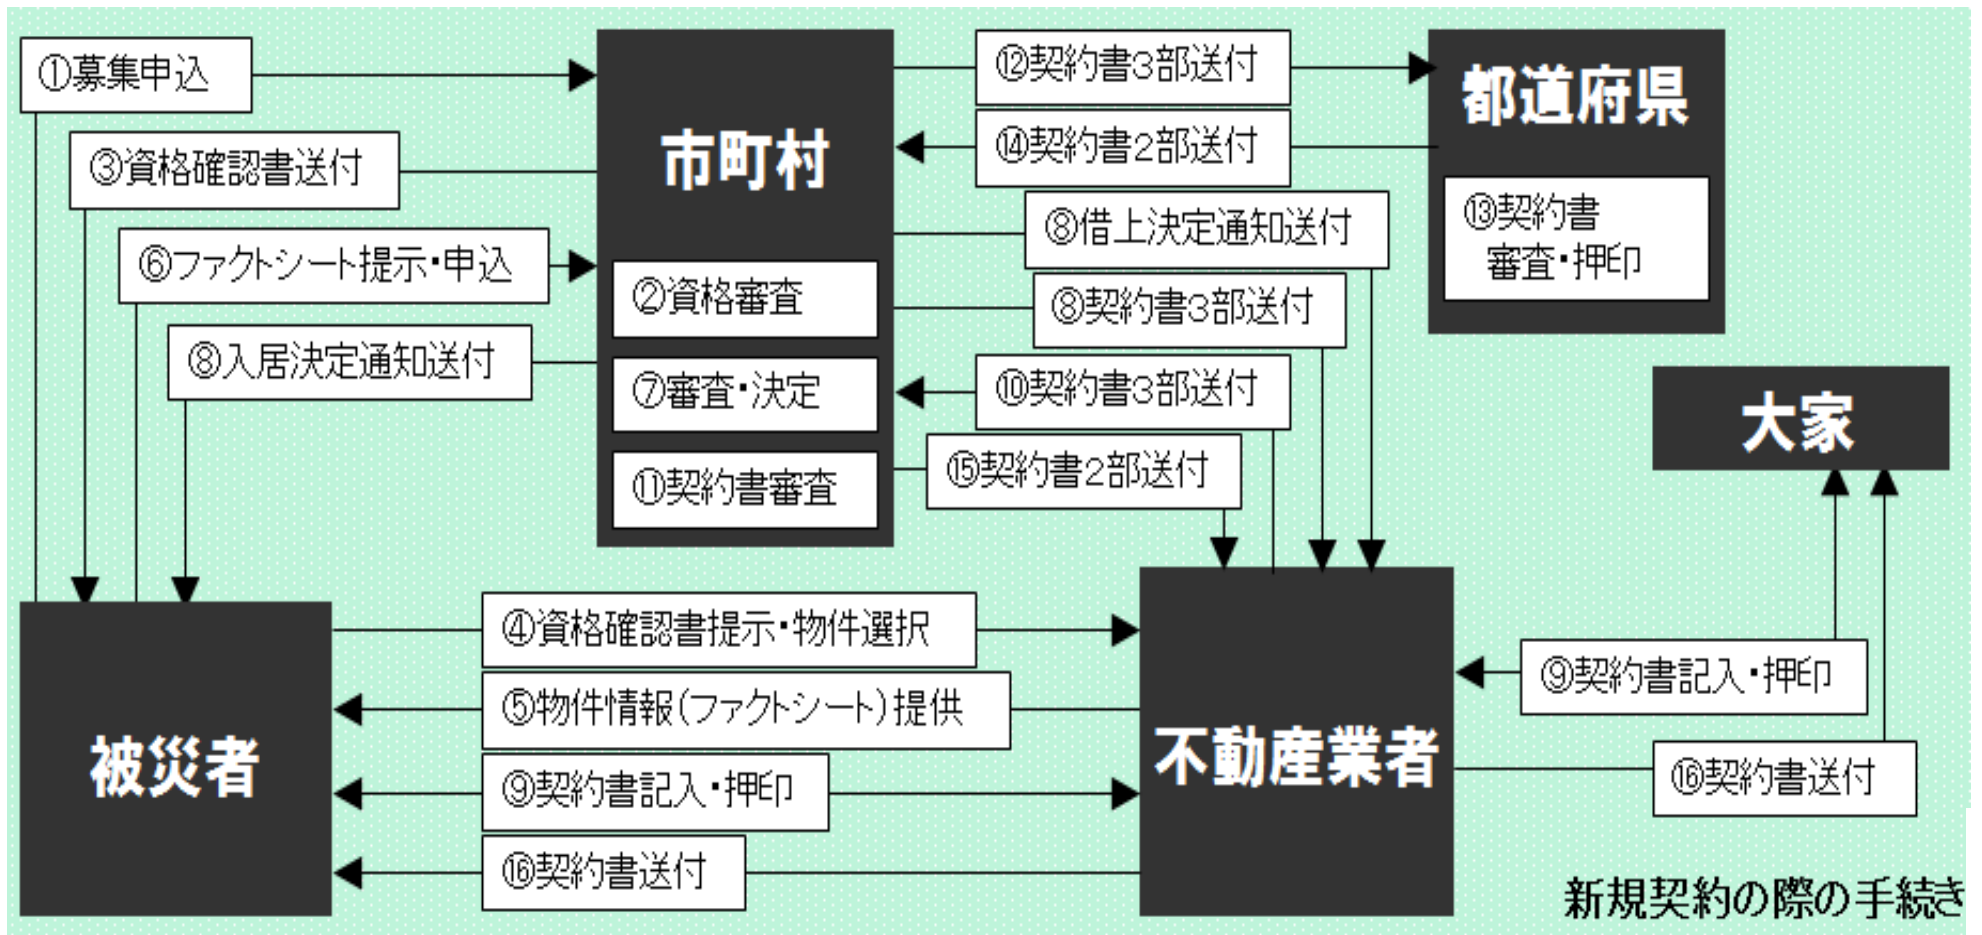 ①募集申込
③資格確認書送付
⑥ファクトシート提示・申込
⑧入居決定通知送付
市町村
②資格審査
⑦審査・決定
⑪契約書審査
⑫契約書3部送付
⑭契約書2部送付
⑧借上決定通知送付
⑧契約書3部送付
⑩契約書3部送付
⑮契約書2部送付
都道府県
⑬契約書
審査・押印
大家
被災者
④資格確認書提示・物件選択
⑤物件情報(ファクトシート)提供
⑨契約書記入・押印
⑯契約書送付
不動産業者
⑨契約書記入・押印
⑯契約書送付
新規契約の際の手続き